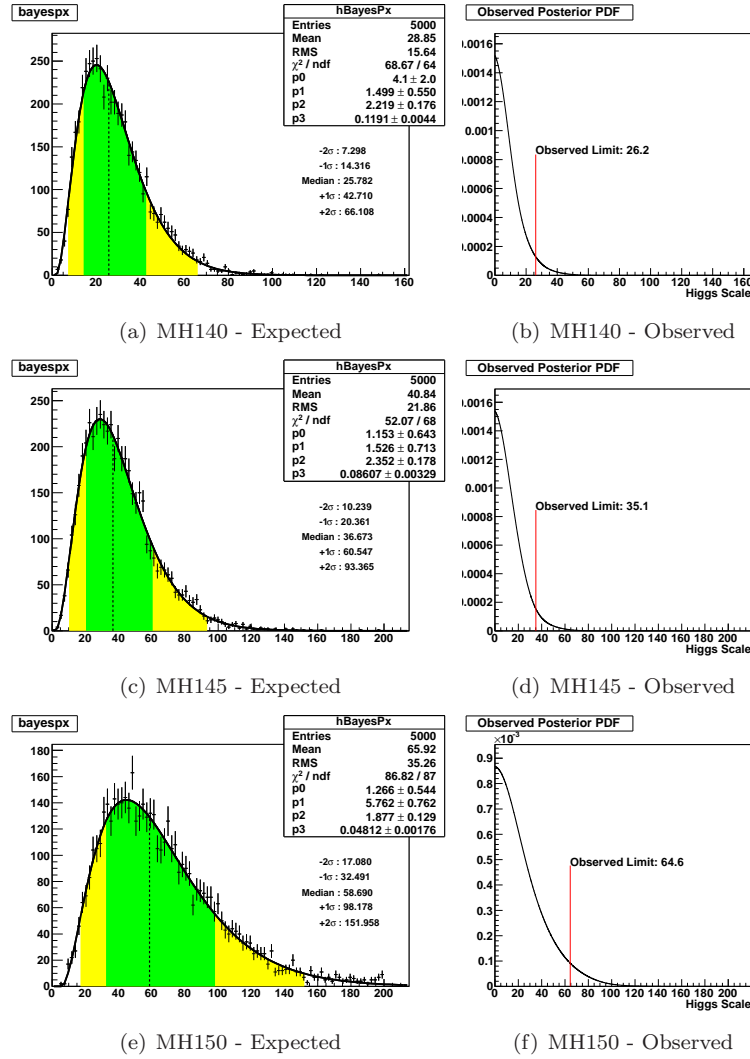 bayespx
hBayesPx
Entries 5000
Mean 28.85
RMS 15.64
χ² / ndf 68.67 / 64
p0 4.1 ± 2.0
p1 1.499 ± 0.550
p2 2.219 ± 0.176
p3 0.1191 ± 0.0044
-2σ : 7.298
-1σ : 14.316
Median : 25.782
+1σ : 42.710
+2σ : 66.108
250
200
150
100
50
0
0 20 40 60 80 100 120 140 160
(a) MH140 - Expected
Observed Posterior PDF
0.0016
0.0014
0.0012
0.001
0.0008
0.0006
0.0004
0.0002
0
Observed Limit: 26.2
0 20 40 60 80 100 120 140 160
Higgs Scale
(b) MH140 - Observed
bayespx
hBayesPx
Entries 5000
Mean 40.84
RMS 21.86
χ² / ndf 52.07 / 68
p0 1.153 ± 0.643
p1 1.526 ± 0.713
p2 2.352 ± 0.178
p3 0.08607 ± 0.00329
-2σ : 10.239
-1σ : 20.361
Median : 36.673
+1σ : 60.547
+2σ : 93.365
250
200
150
100
50
0
0 20 40 60 80 100 120 140 160 180 200
(c) MH145 - Expected
Observed Posterior PDF
0.0016
0.0014
0.0012
0.001
0.0008
0.0006
0.0004
0.0002
0
Observed Limit: 35.1
0 20 40 60 80 100 120 140 160 180 200
Higgs Scale
(d) MH145 - Observed
bayespx
hBayesPx
Entries 5000
Mean 65.92
RMS 35.26
χ² / ndf 86.82 / 87
p0 1.266 ± 0.544
p1 5.762 ± 0.762
p2 1.877 ± 0.129
p3 0.04812 ± 0.00176
-2σ : 17.080
-1σ : 32.491
Median : 58.690
+1σ : 98.178
+2σ : 151.958
180
160
140
120
100
80
60
40
20
0
0 20 40 60 80 100 120 140 160 180 200
(e) MH150 - Expected
Observed Posterior PDF
×10⁻³
0.9
0.8
0.7
0.6
0.5
0.4
0.3
0.2
0.1
0
Observed Limit: 64.6
0 20 40 60 80 100 120 140 160 180 200
Higgs Scale
(f) MH150 - Observed